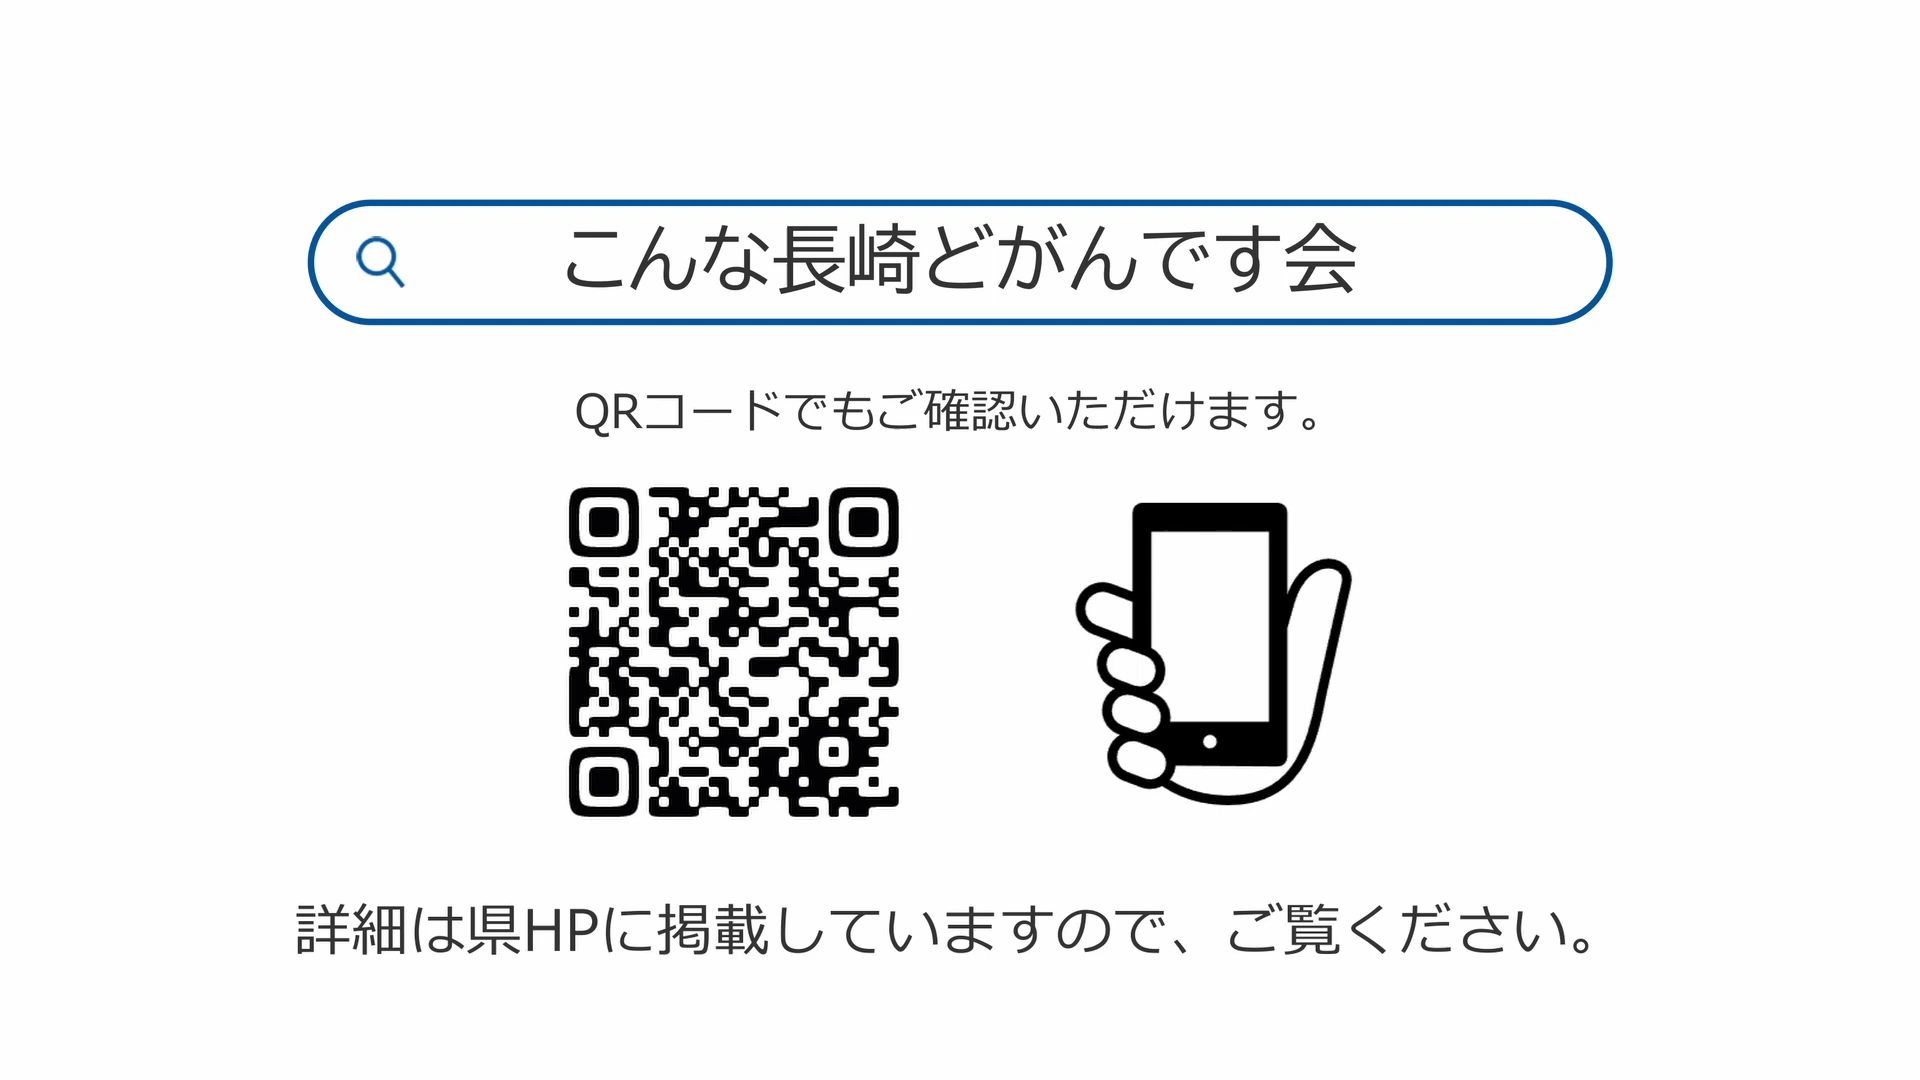 こんな長崎どがんです会
QRコードでもご確認いただけます。
詳細は県HPに掲載していますので、ご覧ください。